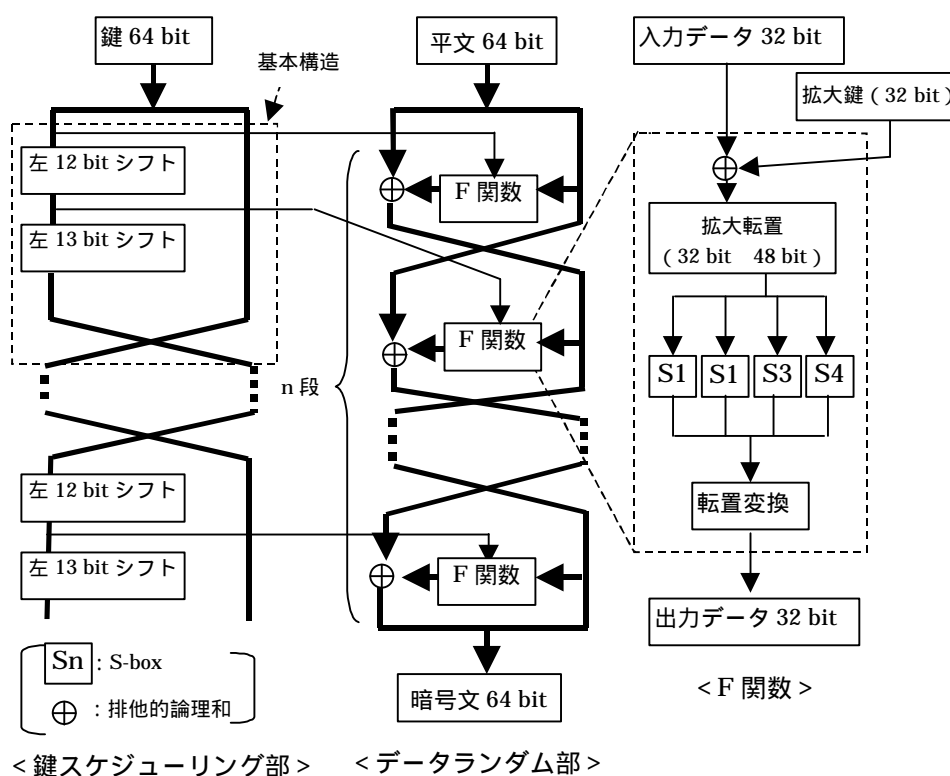 鍵 64 bit
基本構造
左 12 bit シフト
左 13 bit シフト
左 12 bit シフト
左 13 bit シフト
Sn : S-box
⊕ : 排他的論理和
< 鍵スケジューリング部 >
平文 64 bit
F 関数
F 関数
n 段
F 関数
暗号文 64 bit
< データランダム部 >
入力データ 32 bit
拡大鍵 ( 32 bit )
拡大転置
( 32 bit 48 bit )
S1 S1 S3 S4
転置変換
出力データ 32 bit
< F 関数 >